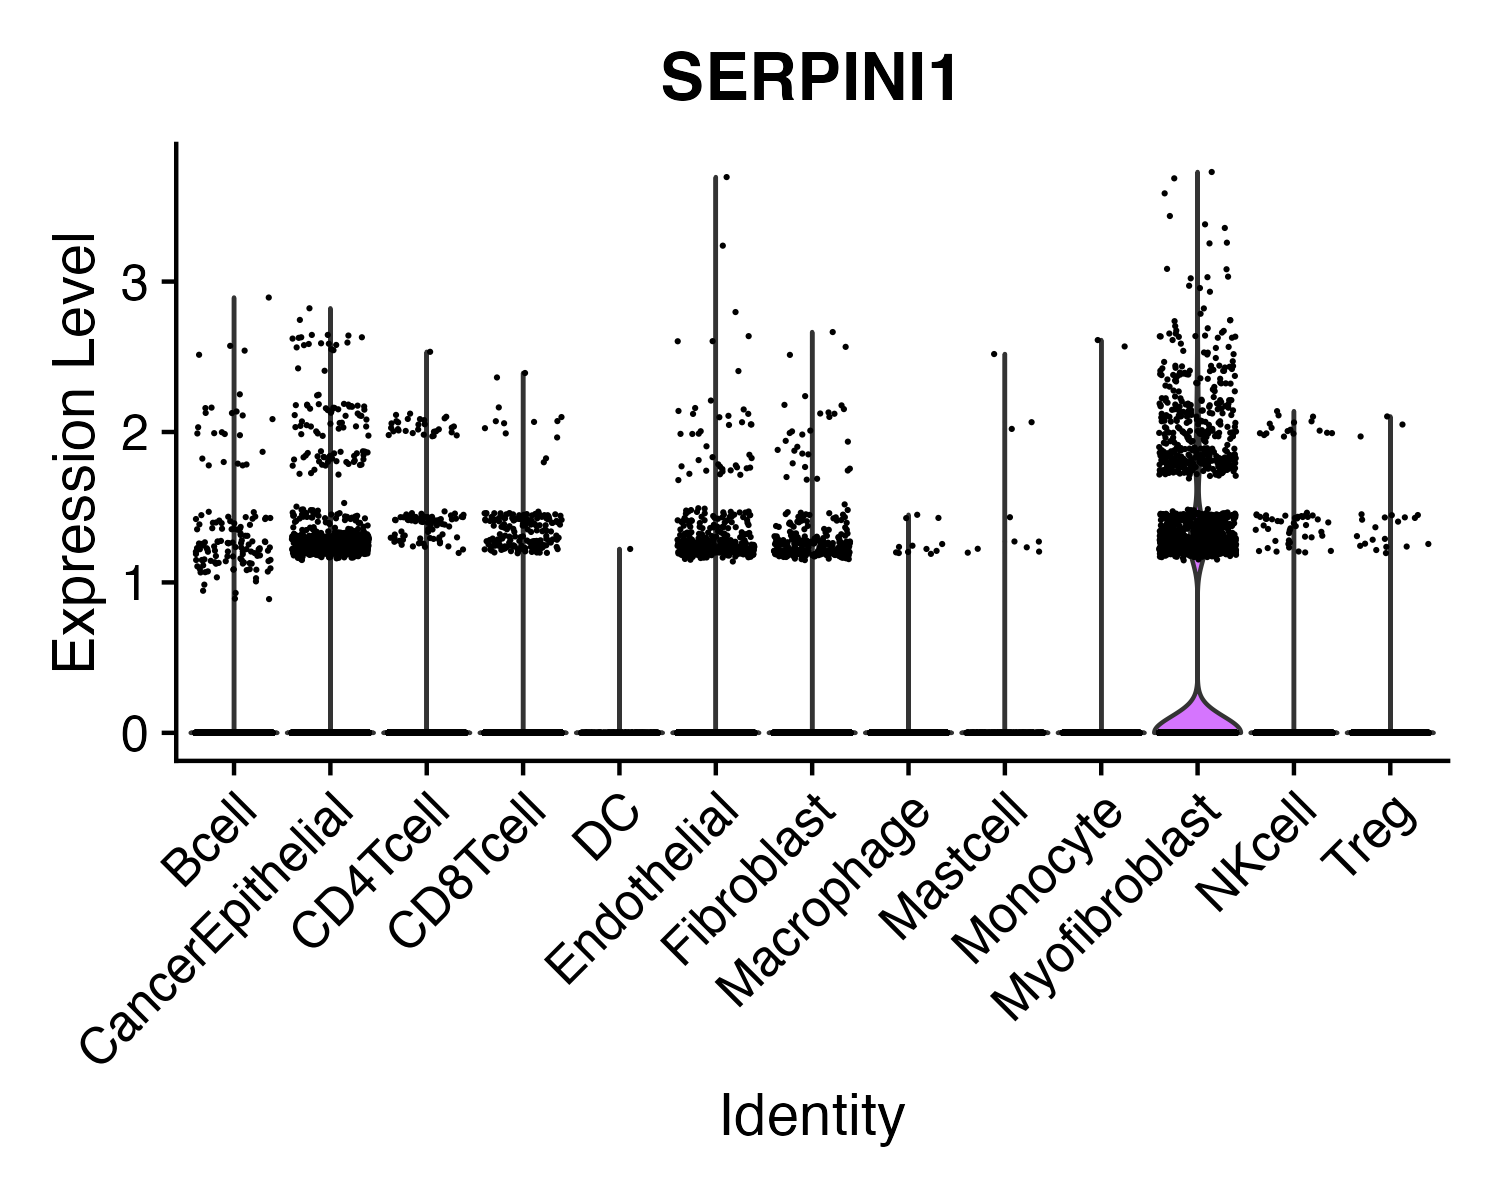 SERPINI1
Expression Level
3
2
1
0
Bcell
CancerEpithelial
CD4Tcell
CD8Tcell
DC
Endothelial
Fibroblast
Macrophage
Mastcell
Monocyte
Myofibroblast
NKcell
Treg
Identity